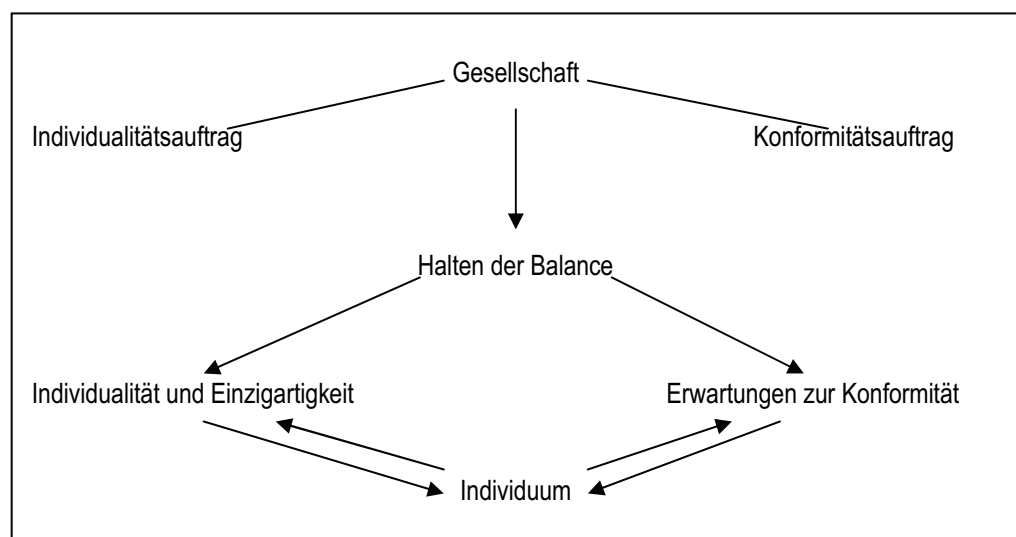 Gesellschaft
Individualitätsauftrag
Konformitätsauftrag
Halten der Balance
Individualität und Einzigartigkeit
Erwartungen zur Konformität
Individuum